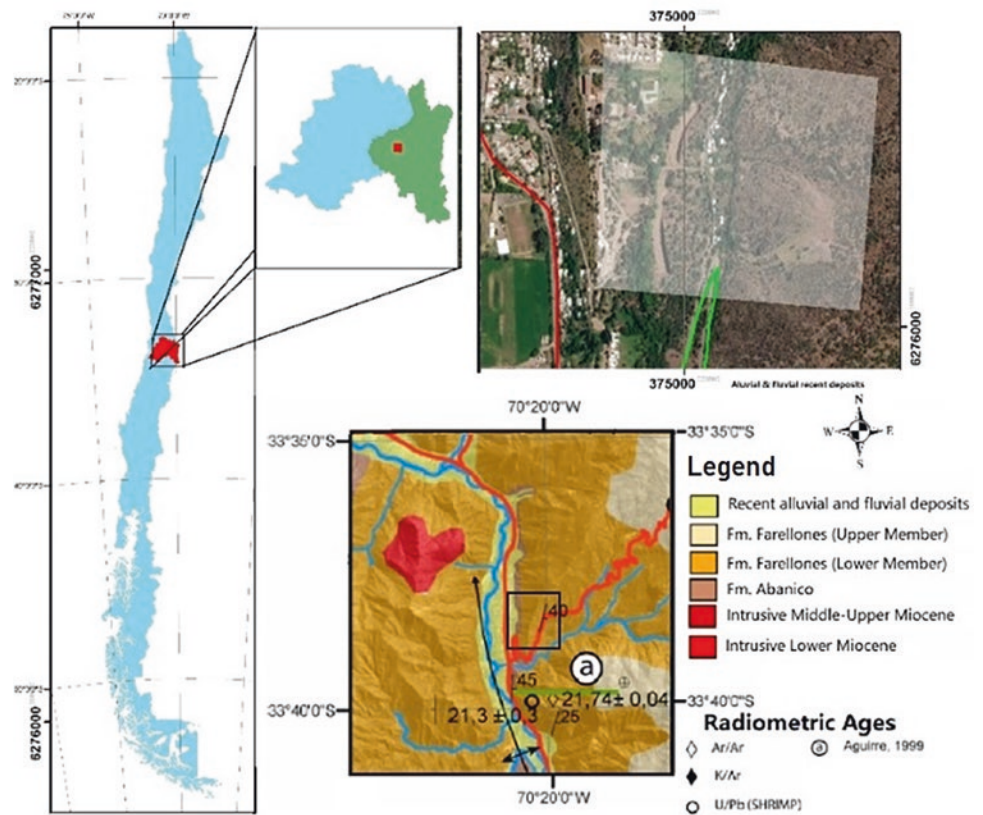 375000
6272000
6276000
6276000
375000
Aluvial & fluvial recent deposits
N
W E
S
70°20'0"W
33°35'0"S
33°35'0"S
40
a
45
21,74± 0,04
21,3 ± 0,3
25
33°40'0"S
33°40'0"S
70°20'0"W
Legend
Recent alluvial and fluvial deposits
Fm. Farellones (Upper Member)
Fm. Farellones (Lower Member)
Fm. Abanico
Intrusive Middle-Upper Miocene
Intrusive Lower Miocene
Radiometric Ages
Ar/Ar
a Aguirre, 1999
K/Ar
U/Pb (SHRIMP)